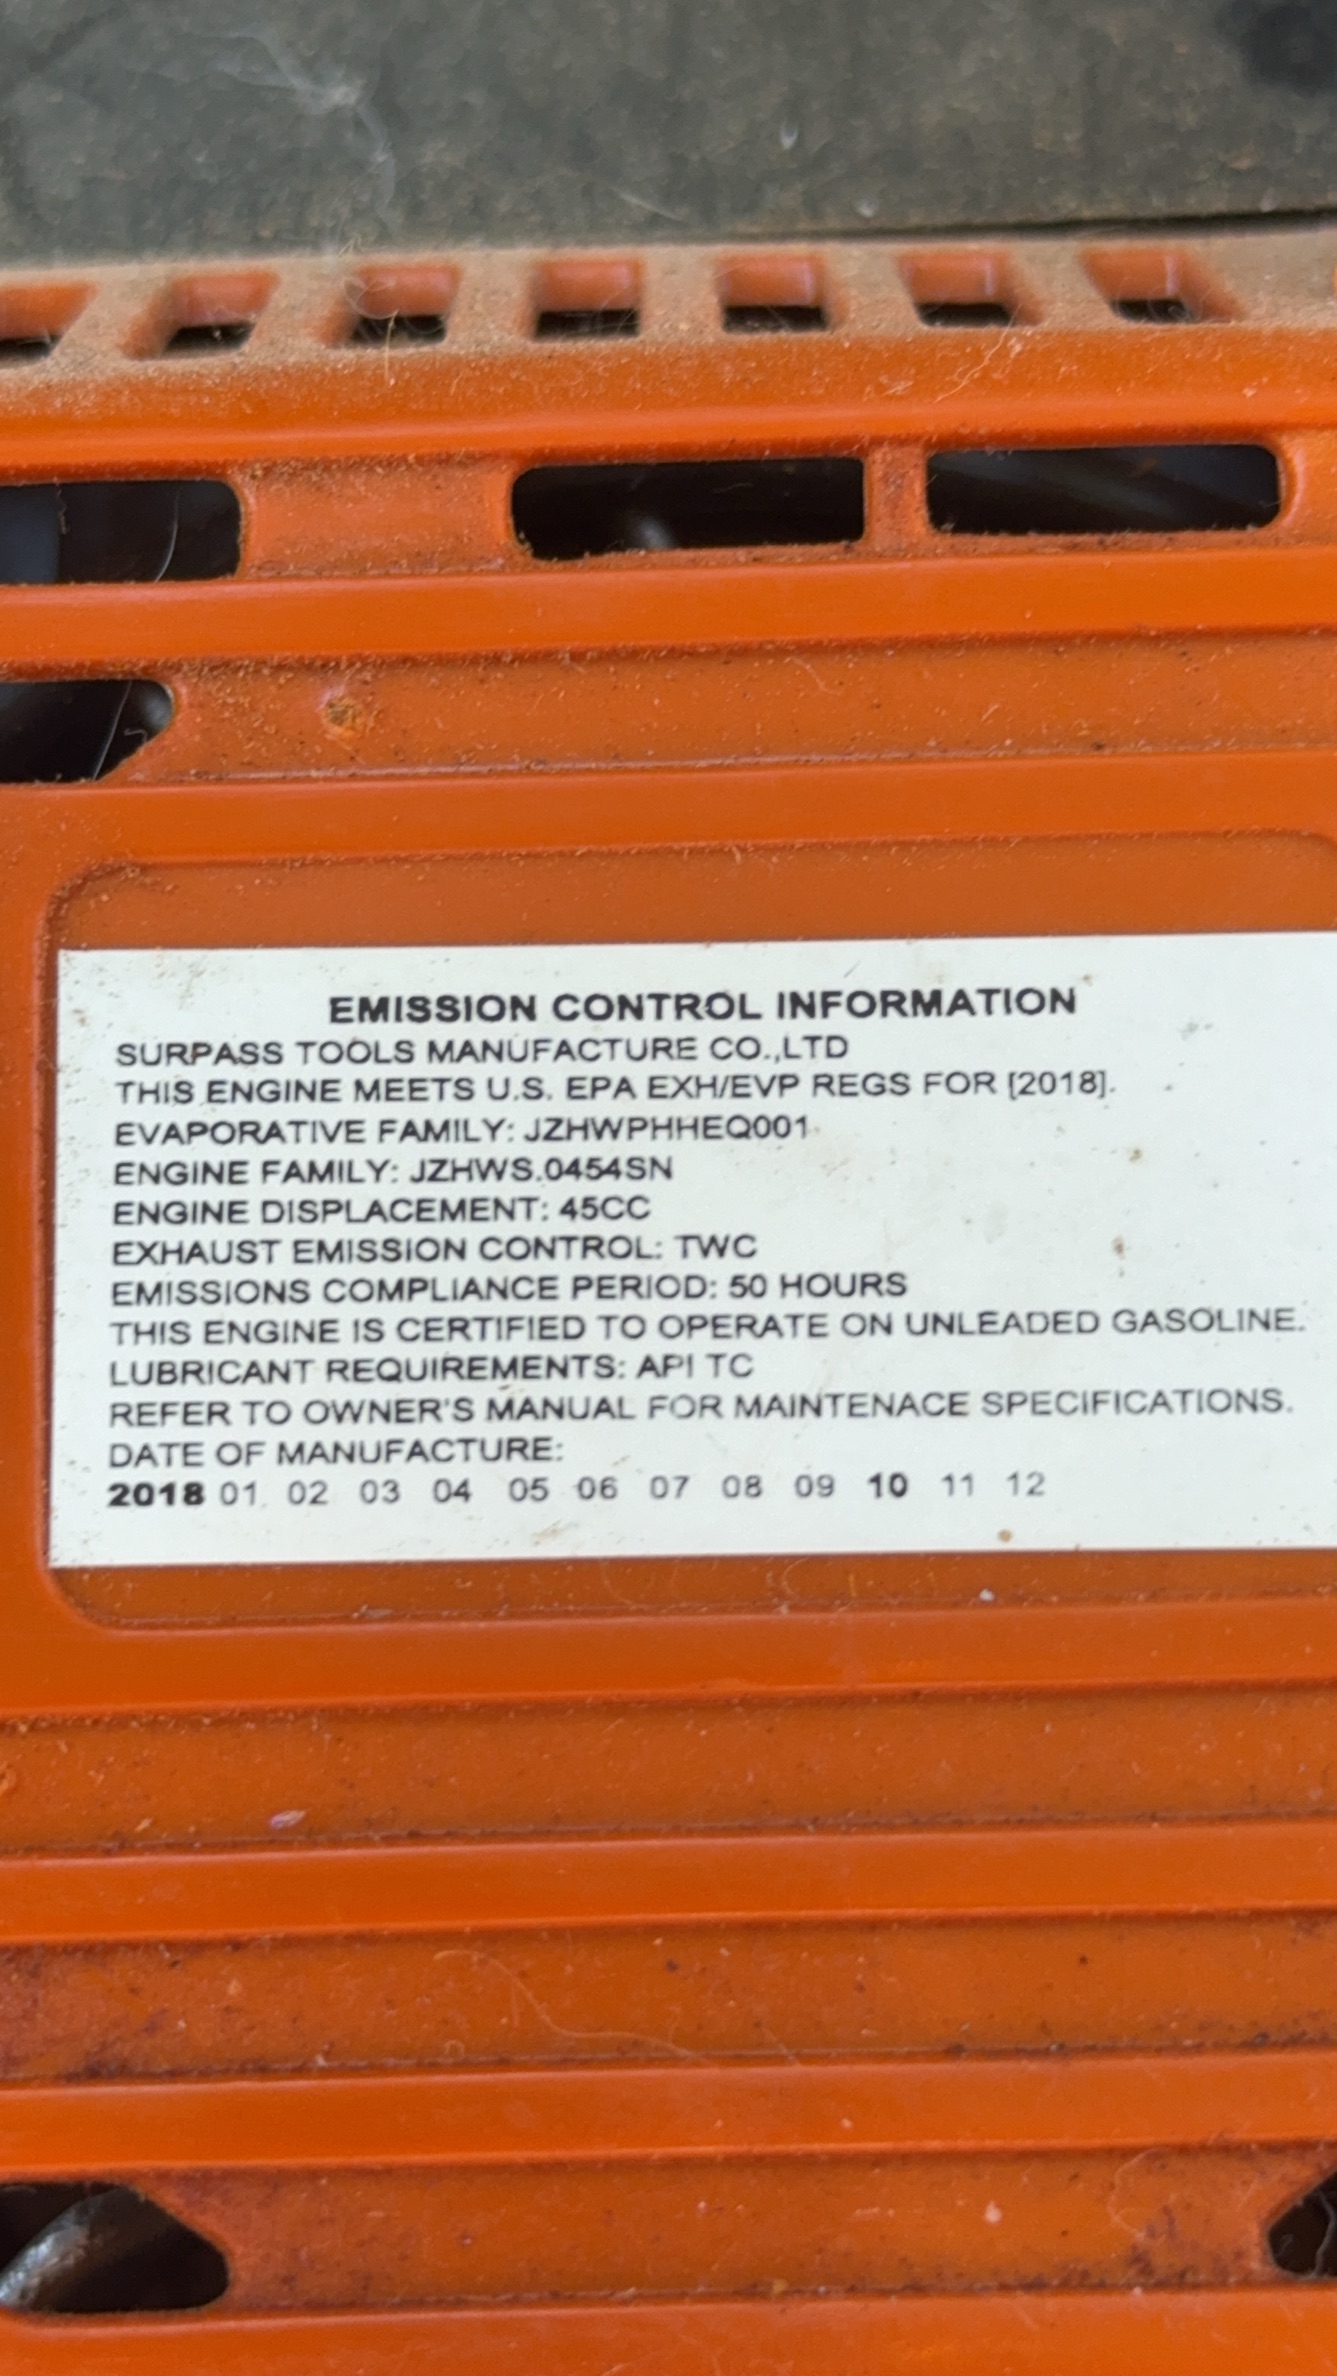 EMISSION CONTROL INFORMATION
SURPASS TOOLS MANUFACTURE CO.,LTD
THIS ENGINE MEETS U.S. EPA EXH/EVP REGS FOR [2018].
EVAPORATIVE FAMILY: JZHWPHHEQ001
ENGINE FAMILY: JZHWS.0454SN
ENGINE DISPLACEMENT: 45CC
EXHAUST EMISSION CONTROL: TWC
EMISSIONS COMPLIANCE PERIOD: 50 HOURS
THIS ENGINE IS CERTIFIED TO OPERATE ON UNLEADED GASOLINE.
LUBRICANT REQUIREMENTS: API TC
REFER TO OWNER'S MANUAL FOR MAINTENACE SPECIFICATIONS.
DATE OF MANUFACTURE:
2018 01 02 03 04 05 06 07 08 09 10 11 12